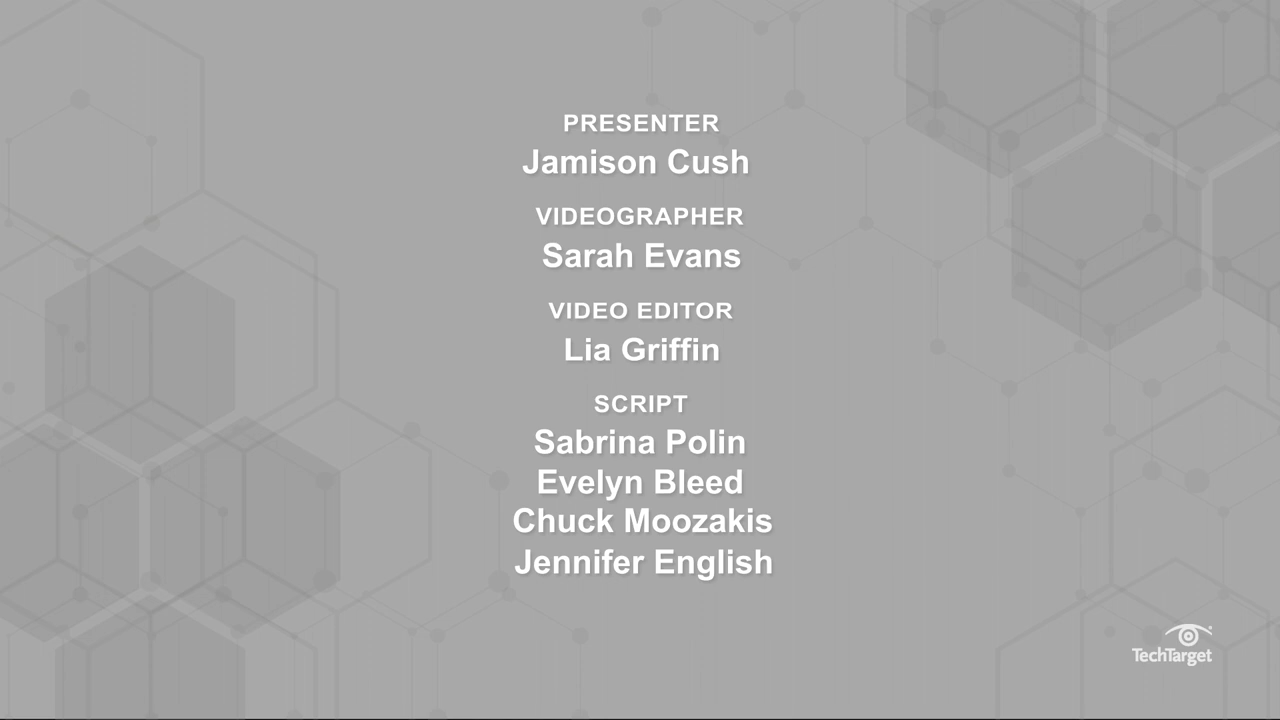 PRESENTER
Jamison Cush
VIDEOGRAPHER
Sarah Evans
VIDEO EDITOR
Lia Griffin
SCRIPT
Sabrina Polin
Evelyn Bleed
Chuck Moozakis
Jennifer English
TechTarget